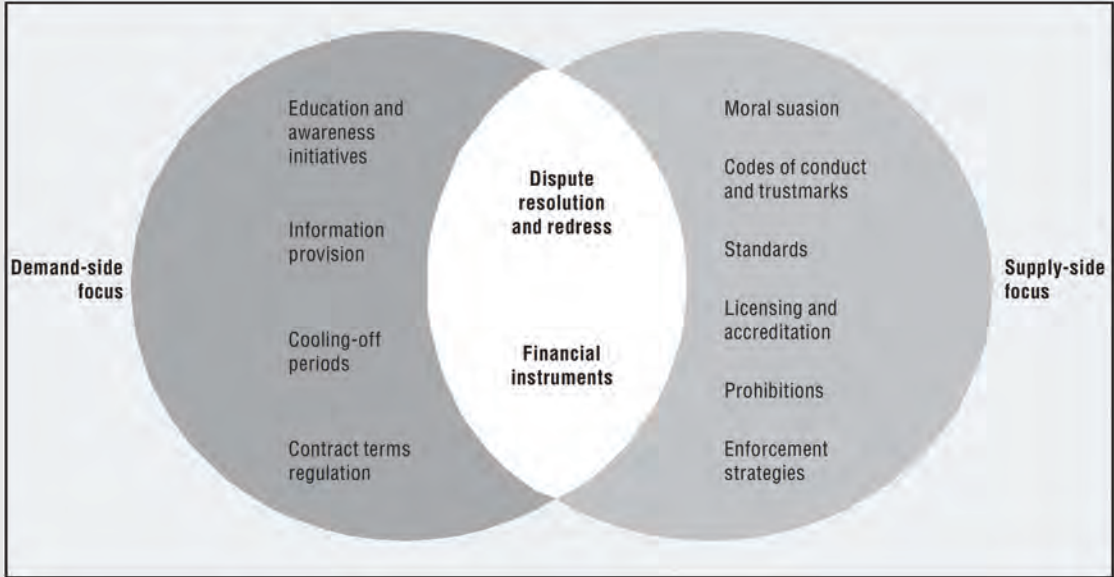 Demand-side
focus
Education and
awareness
initiatives
Information
provision
Cooling-off
periods
Contract terms
regulation
Dispute
resolution
and redress
Financial
instruments
Moral suasion
Codes of conduct
and trustmarks
Standards
Licensing and
accreditation
Prohibitions
Enforcement
strategies
Supply-side
focus